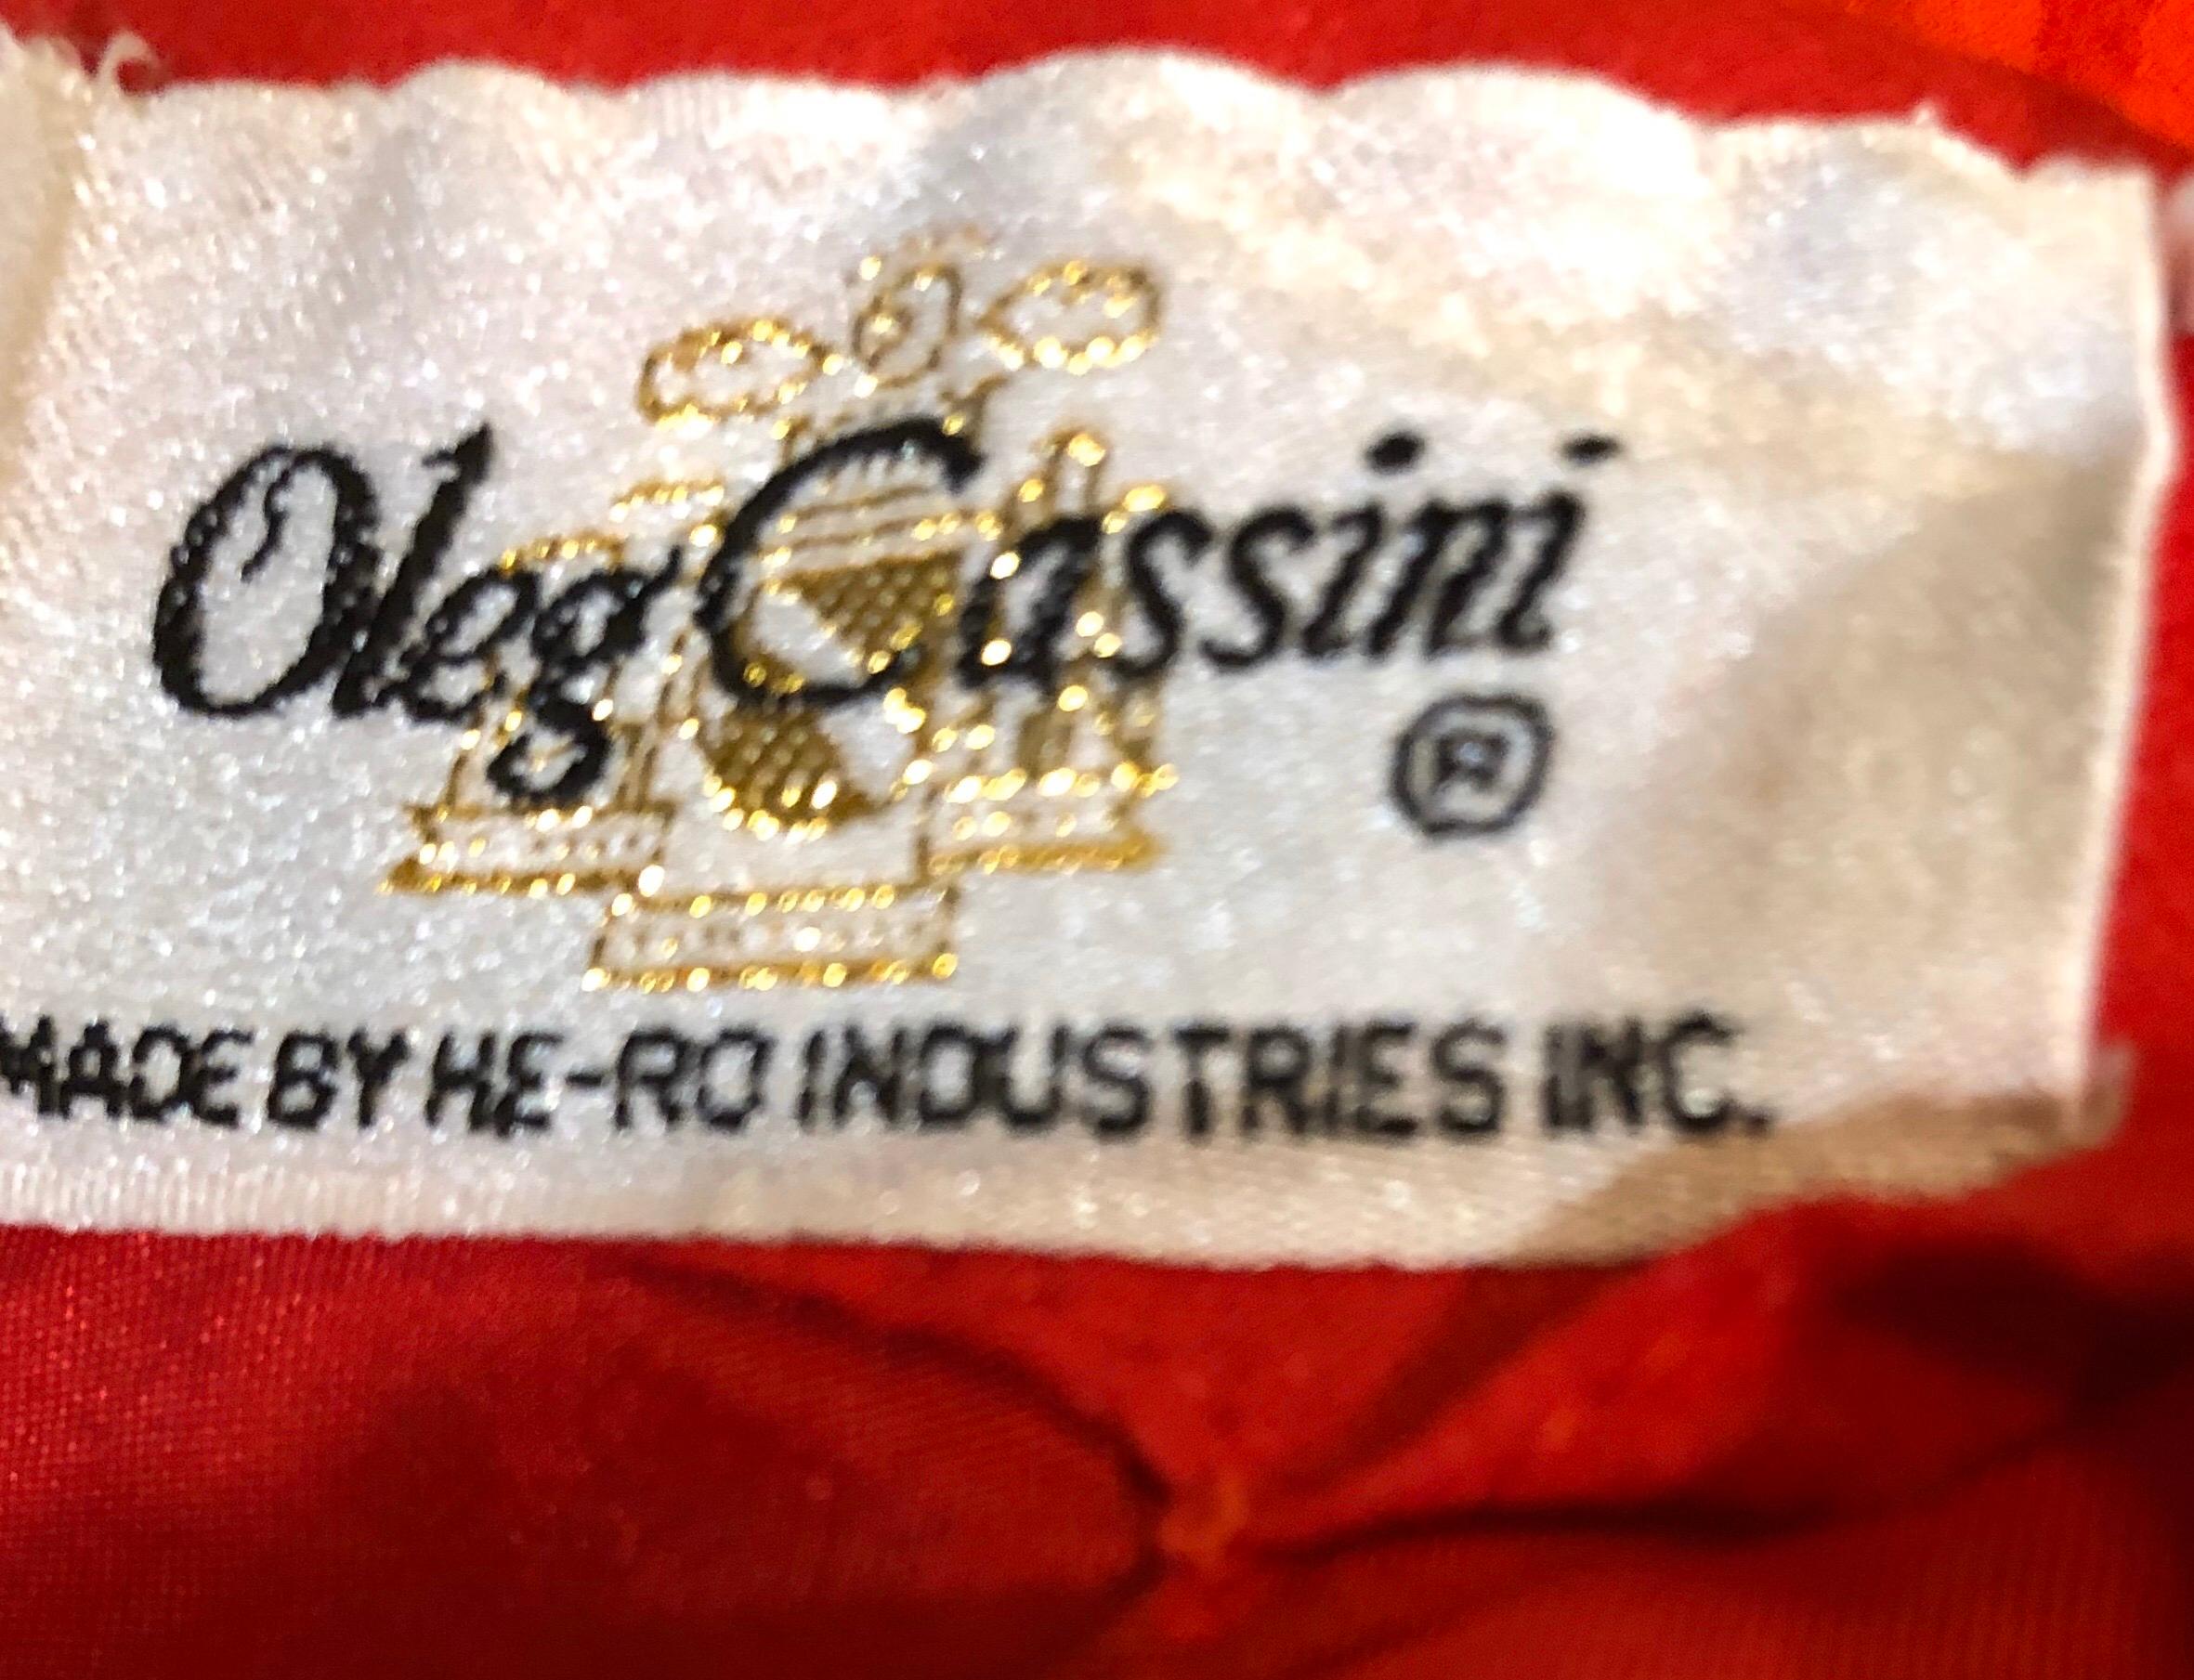 Oleg Cassini
®
MADE BY HE-RO INDUSTRIES INC.